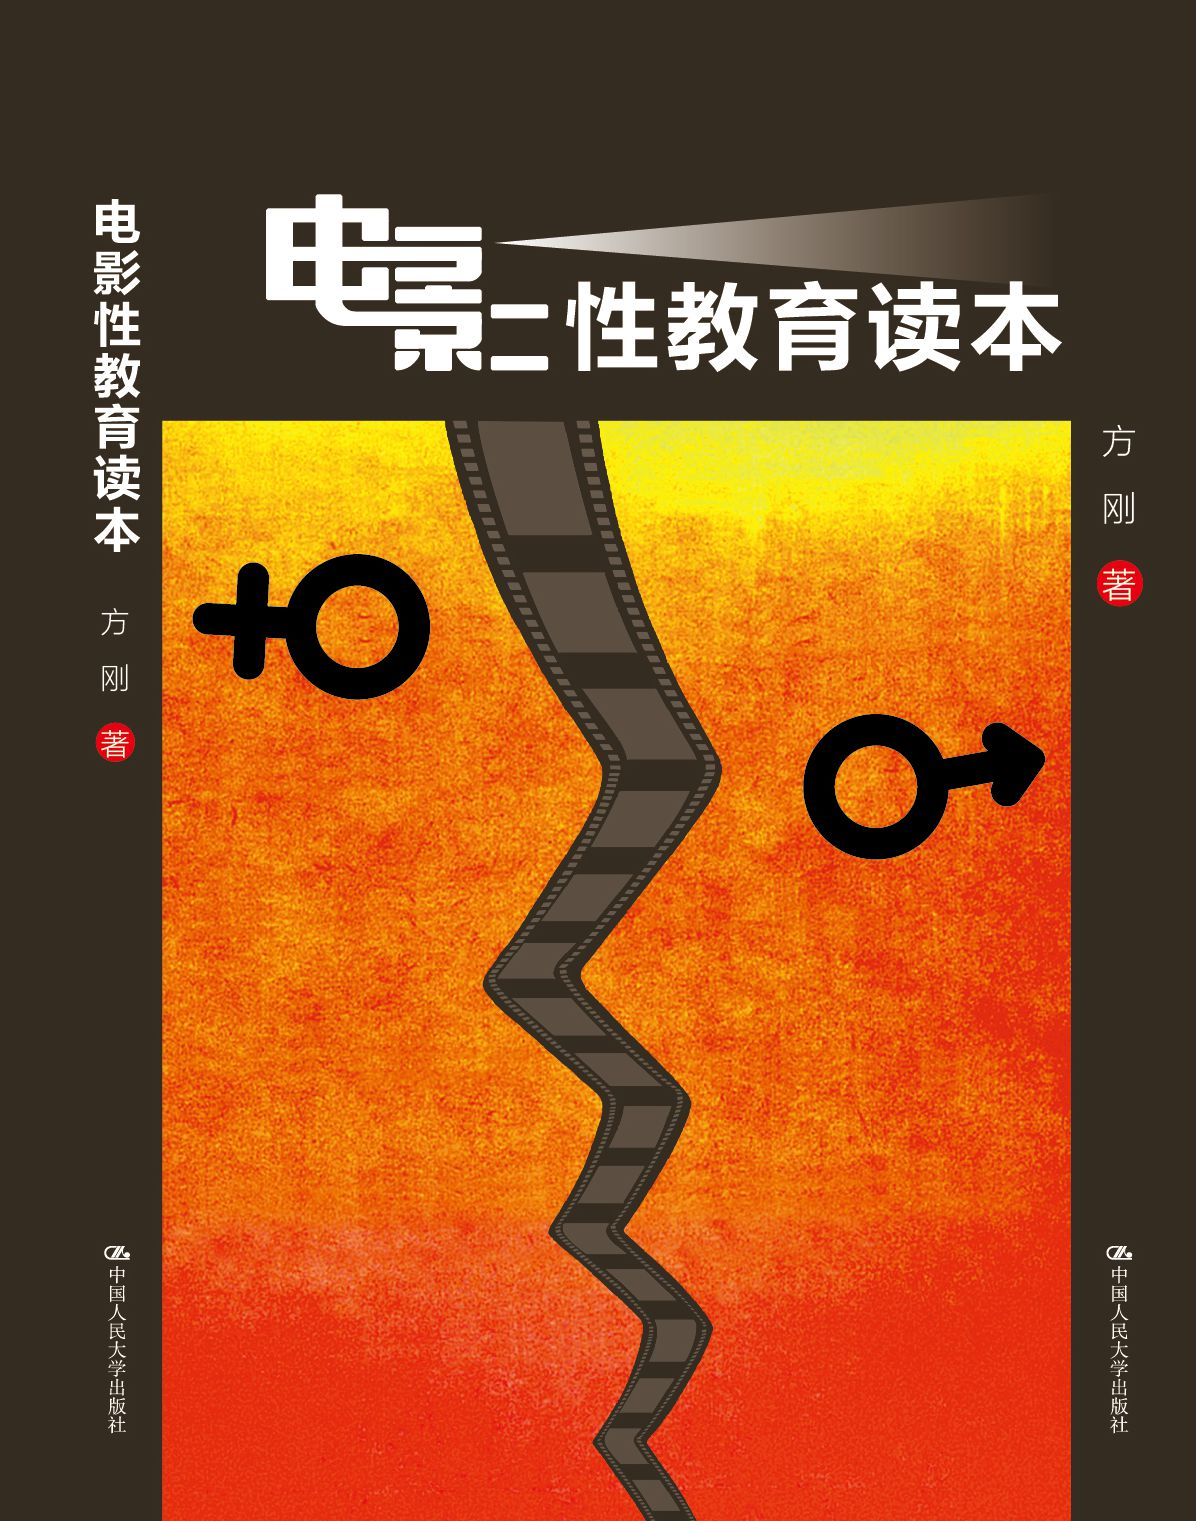 电影性教育读本
方刚
著
中国人民大学出版社
电影性教育读本
方刚
著
中国人民大学出版社